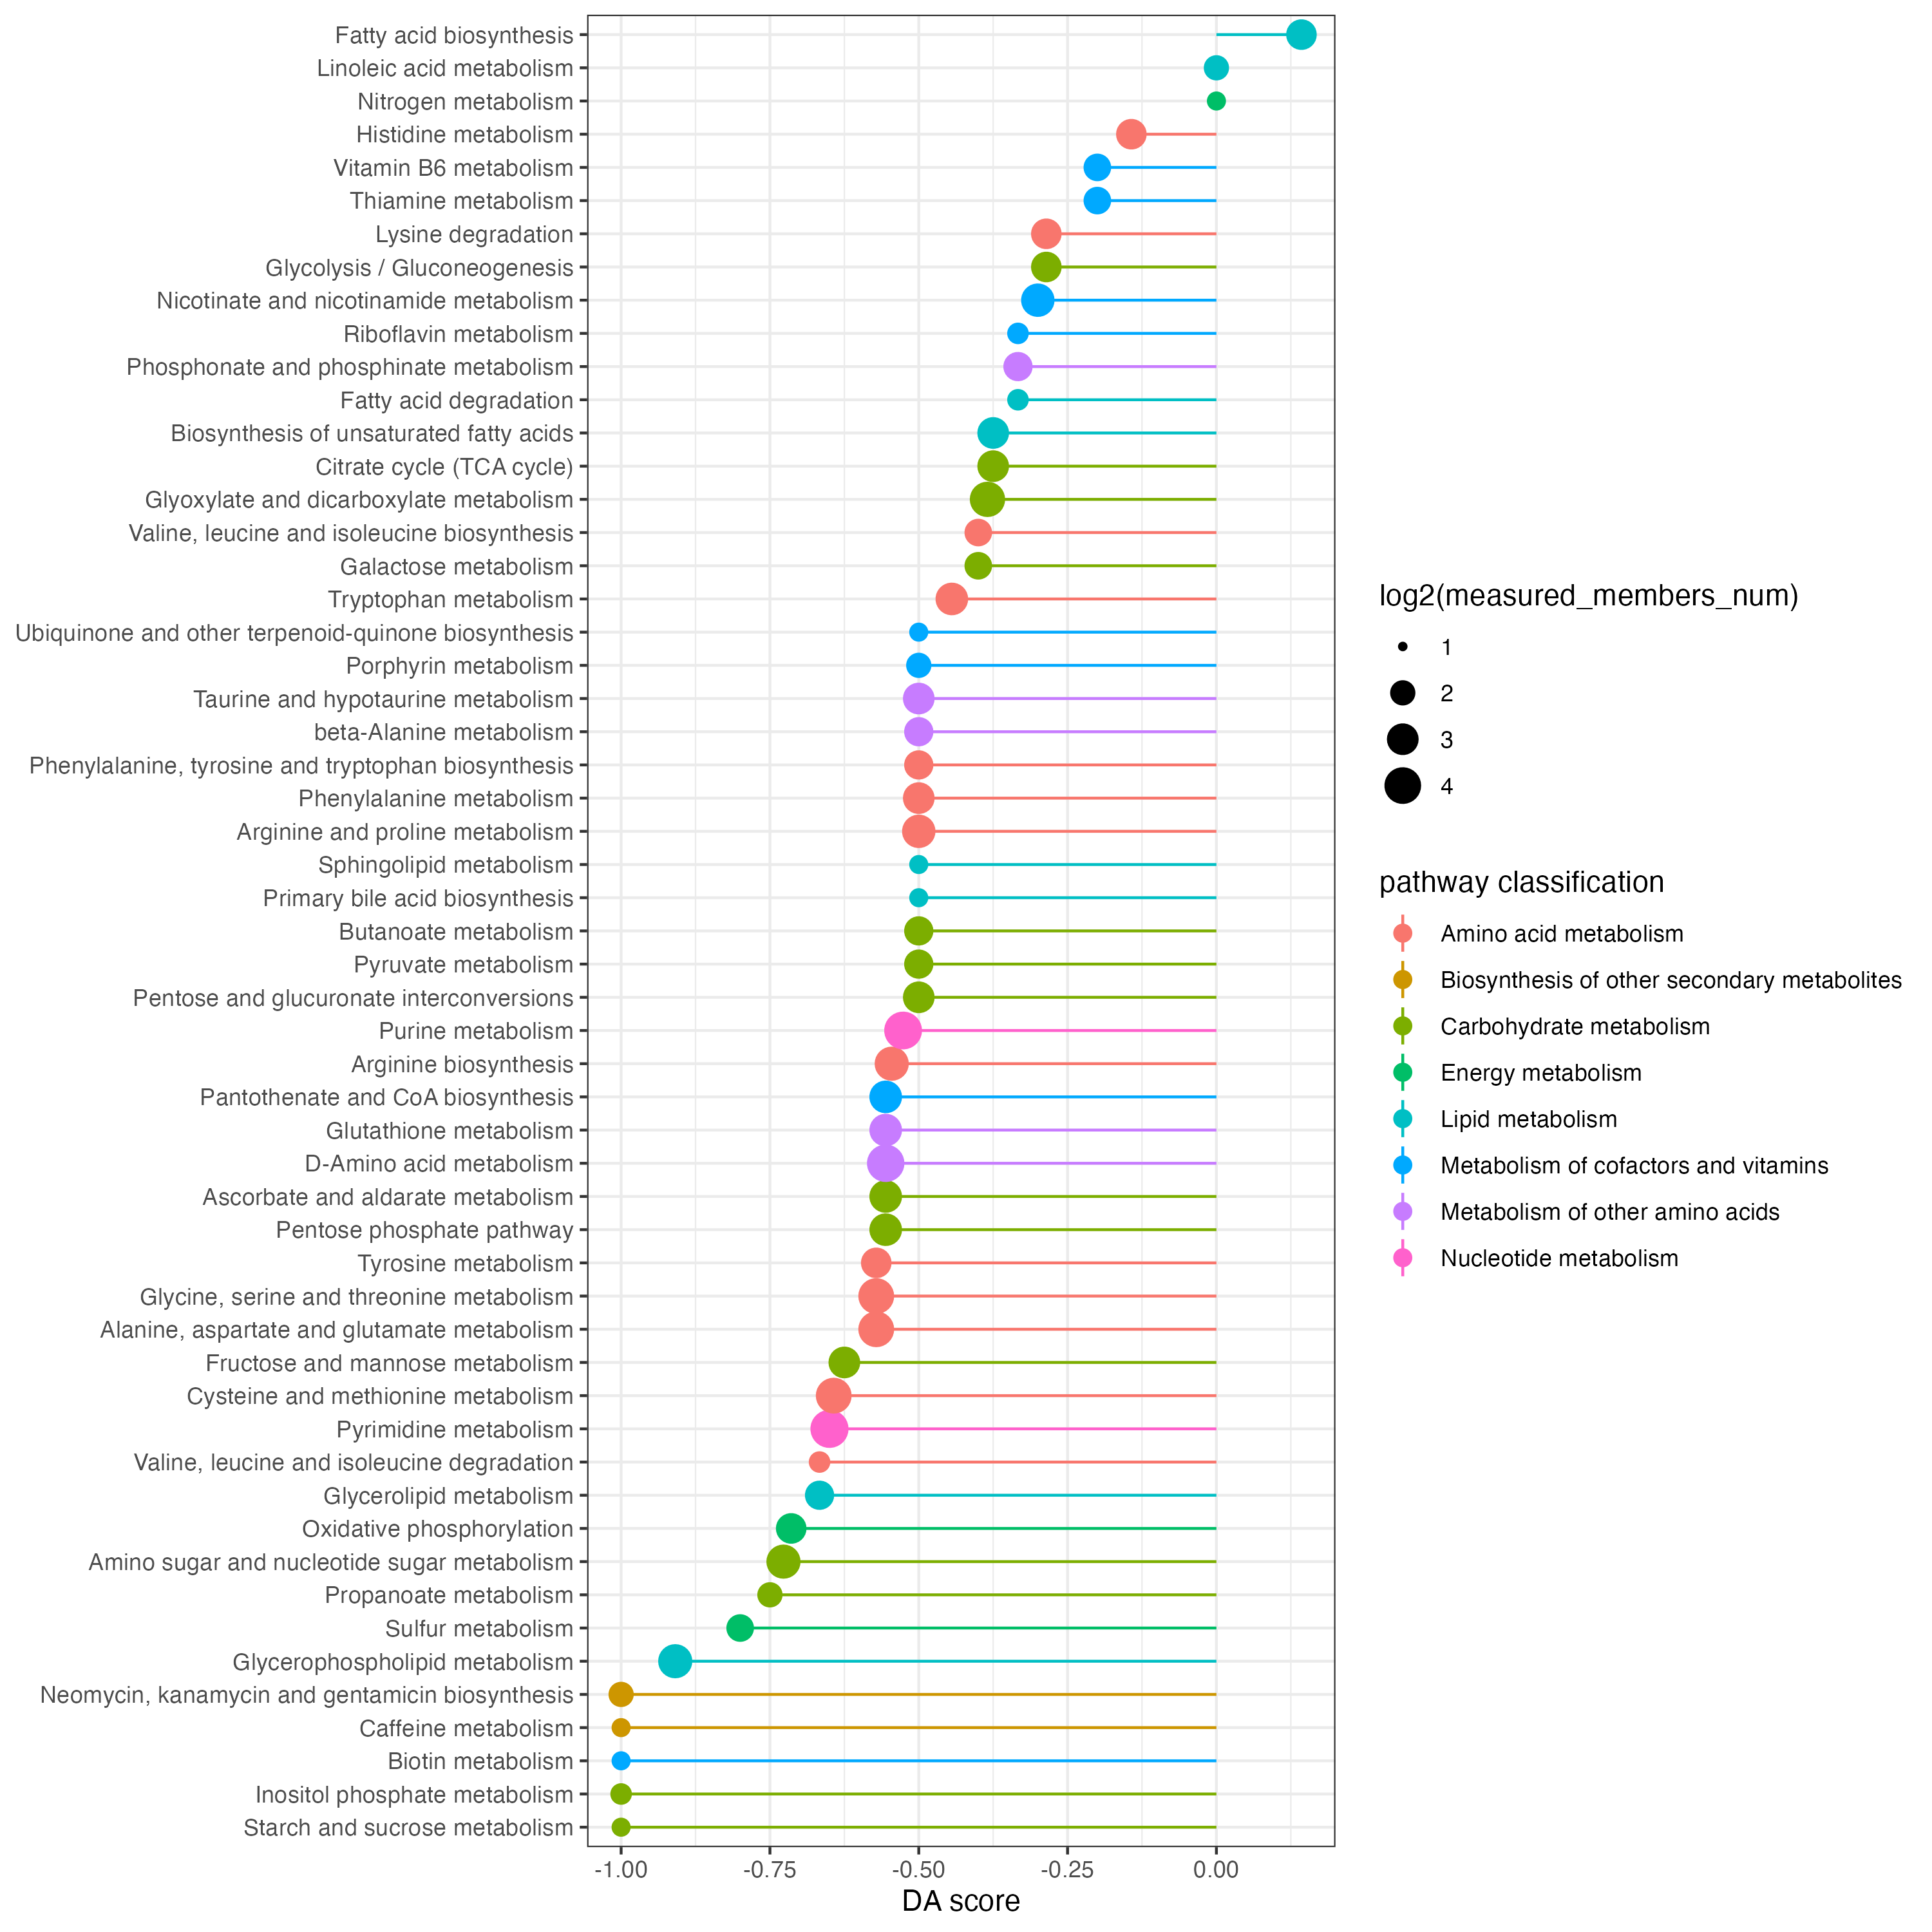 Fatty acid biosynthesis
Linoleic acid metabolism
Nitrogen metabolism
Histidine metabolism
Vitamin B6 metabolism
Thiamine metabolism
Lysine degradation
Glycolysis / Gluconeogenesis
Nicotinate and nicotinamide metabolism
Riboflavin metabolism
Phosphonate and phosphinate metabolism
Fatty acid degradation
Biosynthesis of unsaturated fatty acids
Citrate cycle (TCA cycle)
Glyoxylate and dicarboxylate metabolism
Valine, leucine and isoleucine biosynthesis
Galactose metabolism
Tryptophan metabolism
Ubiquinone and other terpenoid-quinone biosynthesis
Porphyrin metabolism
Taurine and hypotaurine metabolism
beta-Alanine metabolism
Phenylalanine, tyrosine and tryptophan biosynthesis
Phenylalanine metabolism
Arginine and proline metabolism
Sphingolipid metabolism
Primary bile acid biosynthesis
Butanoate metabolism
Pyruvate metabolism
Pentose and glucuronate interconversions
Purine metabolism
Arginine biosynthesis
Pantothenate and CoA biosynthesis
Glutathione metabolism
D-Amino acid metabolism
Ascorbate and aldarate metabolism
Pentose phosphate pathway
Tyrosine metabolism
Glycine, serine and threonine metabolism
Alanine, aspartate and glutamate metabolism
Fructose and mannose metabolism
Cysteine and methionine metabolism
Pyrimidine metabolism
Valine, leucine and isoleucine degradation
Glycerolipid metabolism
Oxidative phosphorylation
Amino sugar and nucleotide sugar metabolism
Propanoate metabolism
Sulfur metabolism
Glycerophospholipid metabolism
Neomycin, kanamycin and gentamicin biosynthesis
Caffeine metabolism
Biotin metabolism
Inositol phosphate metabolism
Starch and sucrose metabolism
-1.00 -0.75 -0.50 -0.25 0.00
DA score
log2(measured_members_num)
1
2
3
4
pathway classification
Amino acid metabolism
Biosynthesis of other secondary metabolites
Carbohydrate metabolism
Energy metabolism
Lipid metabolism
Metabolism of cofactors and vitamins
Metabolism of other amino acids
Nucleotide metabolism